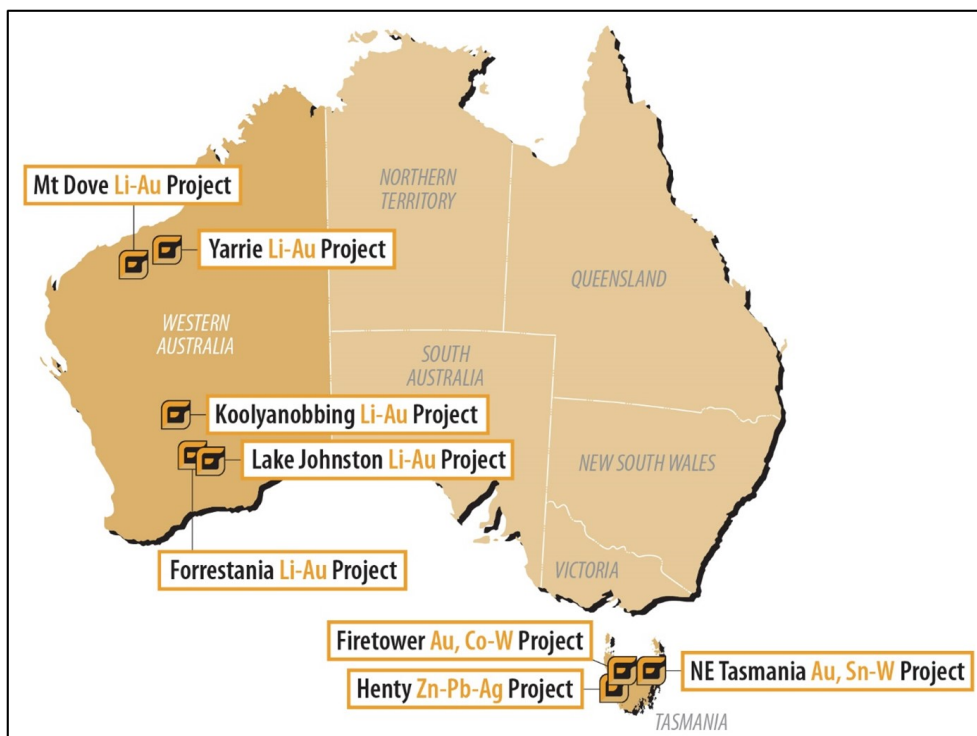 Mt Dove Li-Au Project
Yarrie Li-Au Project
NORTHERN
TERRITORY
QUEENSLAND
WESTERN
AUSTRALIA
SOUTH
AUSTRALIA
Koolyanobbing Li-Au Project
Lake Johnston Li-Au Project
NEW SOUTH WALES
Forrestania Li-Au Project
VICTORIA
Firetower Au, Co-W Project
NE Tasmania Au, Sn-W Project
Henty Zn-Pb-Ag Project
TASMANIA